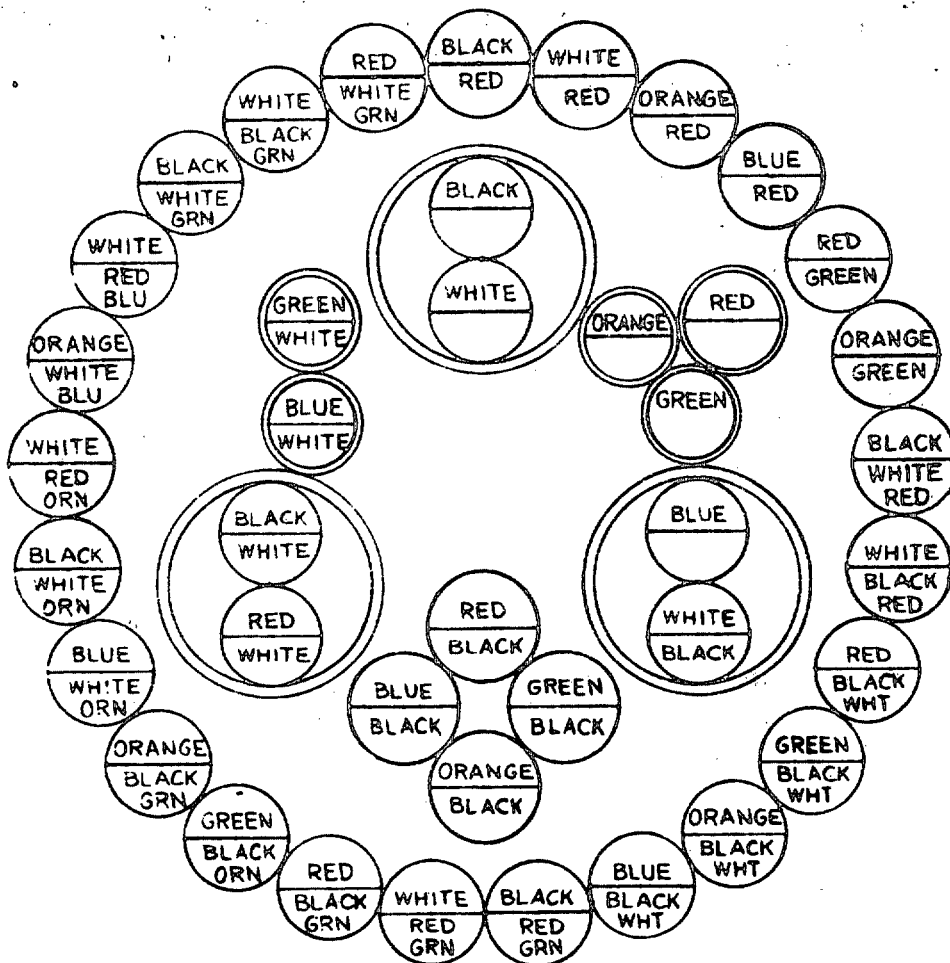 BLACK
RED
WHITE
RED
ORANGE
RED
BLUE
RED
RED
GREEN
ORANGE
GREEN
BLACK
WHITE
RED
WHITE
BLACK
RED
RED
BLACK
WHT
GREEN
BLACK
WHT
ORANGE
BLACK
WHT
BLUE
BLACK
WHT
BLACK
RED
GRN
WHITE
RED
GRN
RED
BLACK
GRN
GREEN
BLACK
ORN
ORANGE
BLACK
GRN
BLUE
WHITE
ORN
BLACK
WHITE
ORN
WHITE
RED
ORN
ORANGE
WHITE
BLU
WHITE
RED
BLU
BLACK
WHITE
GRN
WHITE
BLACK
GRN
RED
WHITE
GRN
BLACK
WHITE
GREEN
WHITE
BLUE
WHITE
ORANGE
RED
GREEN
BLACK
WHITE
RED
WHITE
BLUE
WHITE
BLACK
RED
BLACK
BLUE
BLACK
GREEN
BLACK
ORANGE
BLACK